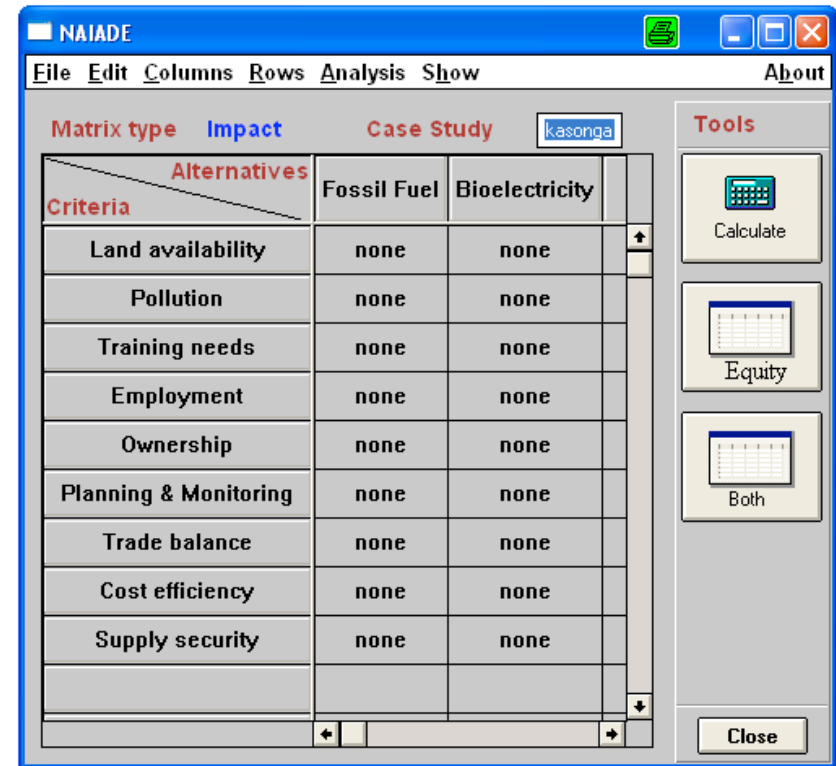 NAIADE
File Edit Columns Rows Analysis Show About
Matrix type Impact Case Study kasonga Tools
Alternatives
Criteria
Fossil Fuel Bioelectricity
Calculate
Land availability none none
Pollution none none
Training needs none none
Equity
Employment none none
Ownership none none
Planning & Monitoring none none
Both
Trade balance none none
Cost efficiency none none
Supply security none none
Close